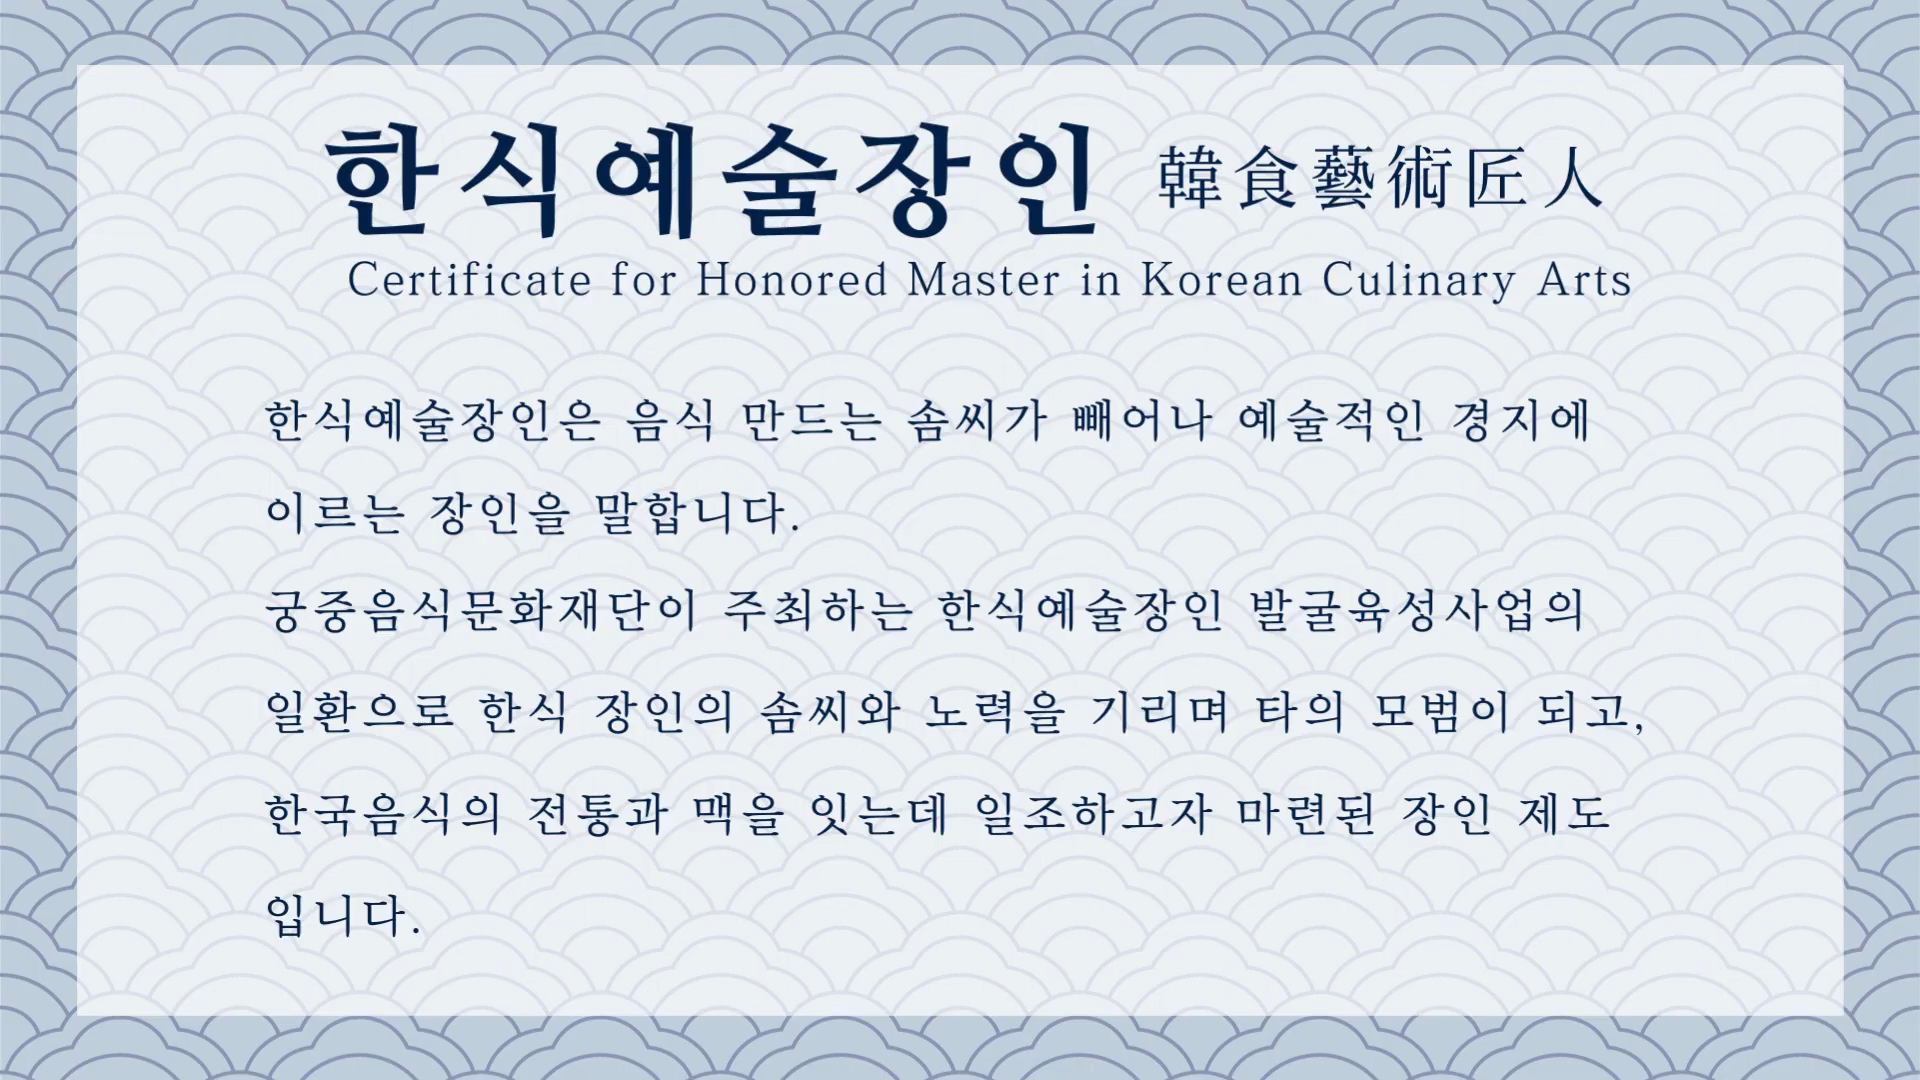 한식예술장인 韓食藝術匠人
Certificate for Honored Master in Korean Culinary Arts
한식예술장인은 음식 만드는 솜씨가 빼어나 예술적인 경지에
이르는 장인을 말합니다.
궁중음식문화재단이 주최하는 한식예술장인 발굴육성사업의
일환으로 한식 장인의 솜씨와 노력을 기리며 타의 모범이 되고,
한국음식의 전통과 맥을 잇는데 일조하고자 마련된 장인 제도
입니다.